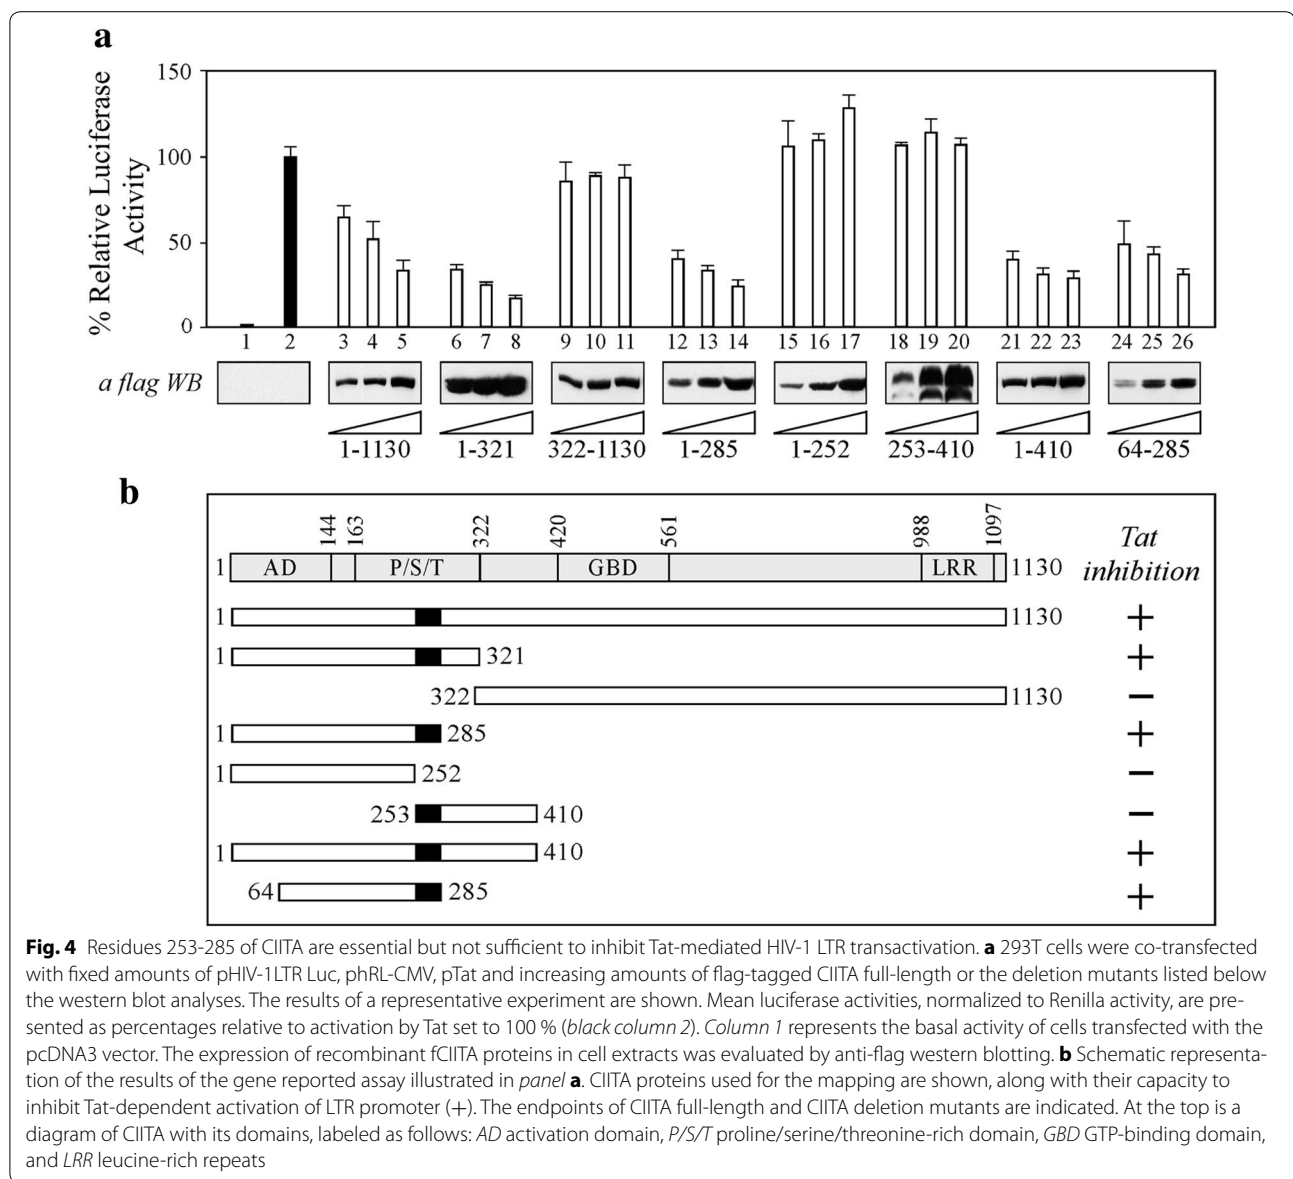 a
% Relative Luciferase
Activity
150
100
50
0
1 2 3 4 5 6 7 8 9 10 11 12 13 14 15 16 17 18 19 20 21 22 23 24 25 26
a flag WB
1-1130 1-321 322-1130 1-285 1-252 253-410 1-410 64-285
b
144 163 322 420 561 988 1097
Tat
inhibition
1 AD P/S/T GBD LRR 1130
1 1130 +
1 321 +
322 1130 −
1 285 +
1 252 −
253 410 −
1 410 +
64 285 +
Fig. 4 Residues 253-285 of CIITA are essential but not sufficient to inhibit Tat-mediated HIV-1 LTR transactivation. a 293T cells were co-transfected
with fixed amounts of pHIV-1LTR Luc, phRL-CMV, pTat and increasing amounts of flag-tagged CIITA full-length or the deletion mutants listed below
the western blot analyses. The results of a representative experiment are shown. Mean luciferase activities, normalized to Renilla activity, are pre-
sented as percentages relative to activation by Tat set to 100 % (black column 2). Column 1 represents the basal activity of cells transfected with the
pcDNA3 vector. The expression of recombinant fCIITA proteins in cell extracts was evaluated by anti-flag western blotting. b Schematic representa-
tion of the results of the gene reported assay illustrated in panel a. CIITA proteins used for the mapping are shown, along with their capacity to
inhibit Tat-dependent activation of LTR promoter (+). The endpoints of CIITA full-length and CIITA deletion mutants are indicated. At the top is a
diagram of CIITA with its domains, labeled as follows: AD activation domain, P/S/T proline/serine/threonine-rich domain, GBD GTP-binding domain,
and LRR leucine-rich repeats